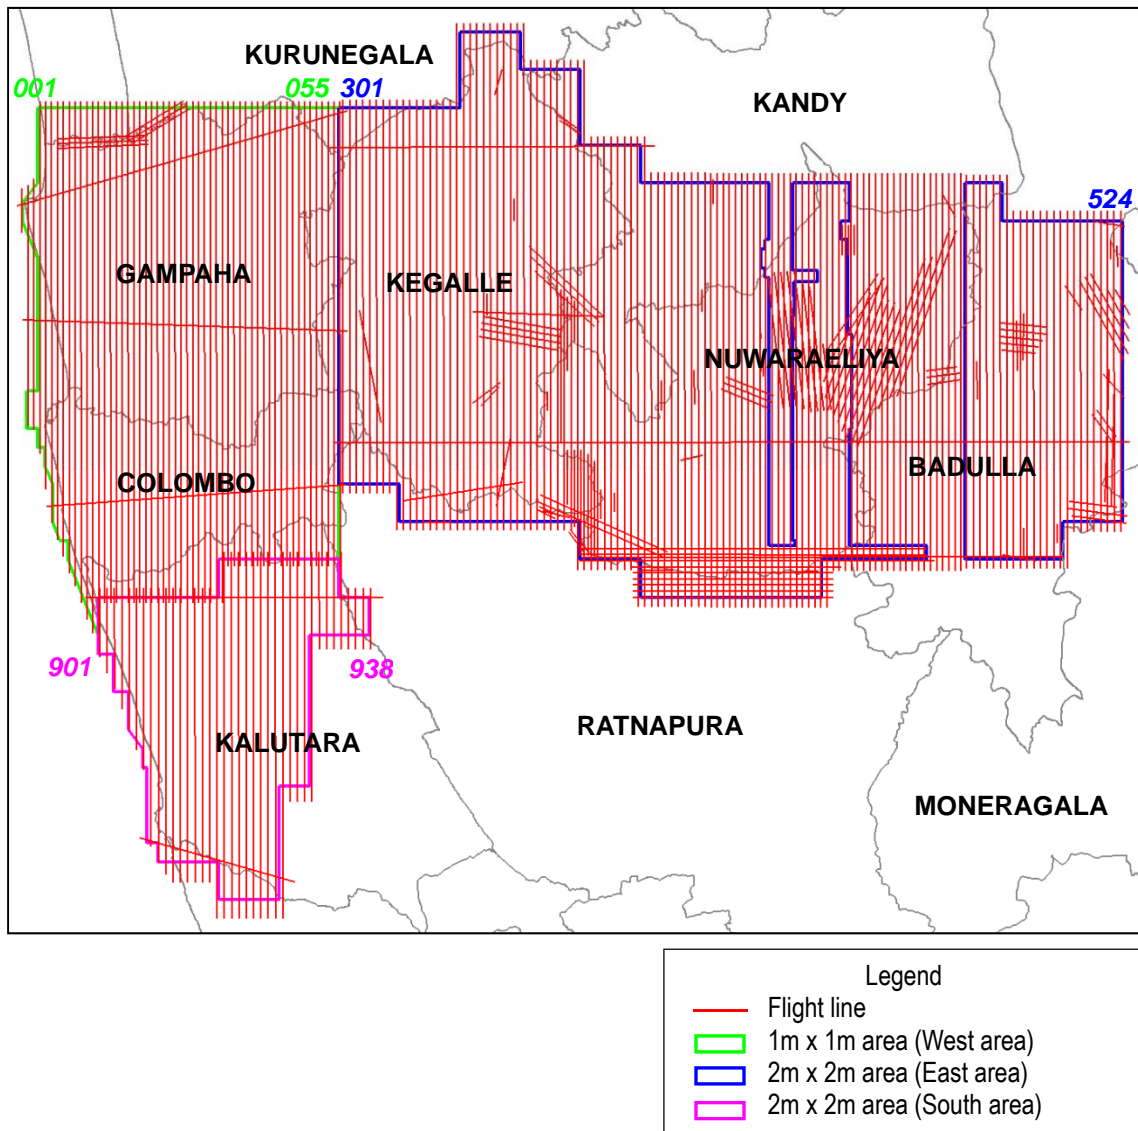 KURUNEGALA
001
055
301
KANDY
524
GAMPAHA
KEGALLE
NUWARAELIYA
BADULLA
COLOMBO
901
938
KALUTARA
RATNAPURA
MONERAGALA
Legend
Flight line
1m x 1m area (West area)
2m x 2m area (East area)
2m x 2m area (South area)